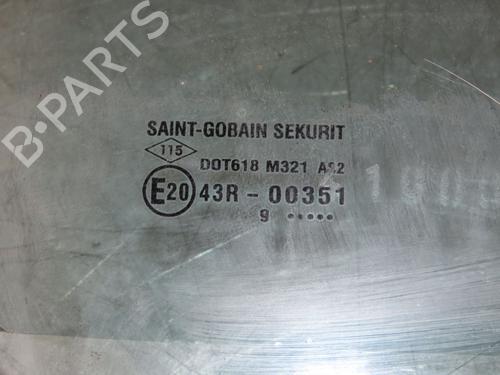 B-PARTS
SAINT-GOBAIN SEKURIT
115
DOT618 M321 AS2
E20 43R-00351
9 •••••